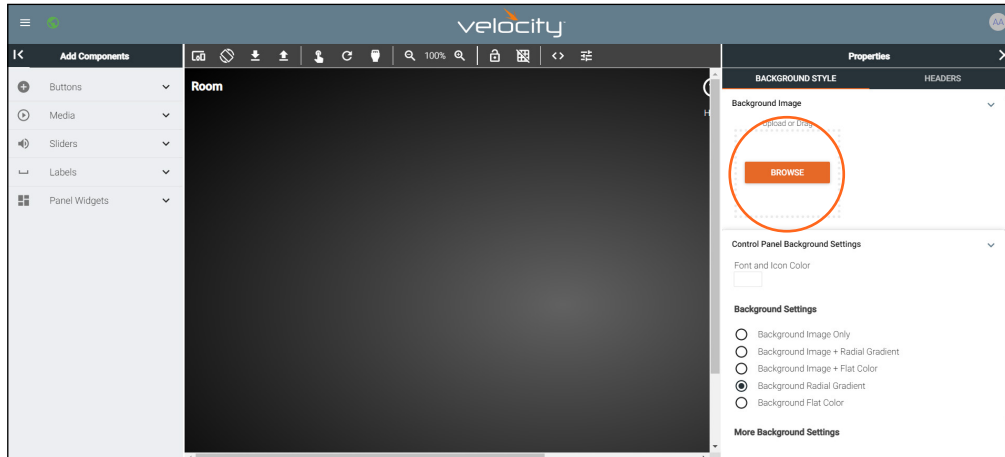 velocity
AA
Add Components
100%
Properties
Buttons
Media
Sliders
Labels
Panel Widgets
Room
H
BACKGROUND STYLE
HEADERS
Background Image
Upload or Drag
BROWSE
Control Panel Background Settings
Font and Icon Color
Background Settings
Background Image Only
Background Image + Radial Gradient
Background Image + Flat Color
Background Radial Gradient
Background Flat Color
More Background Settings